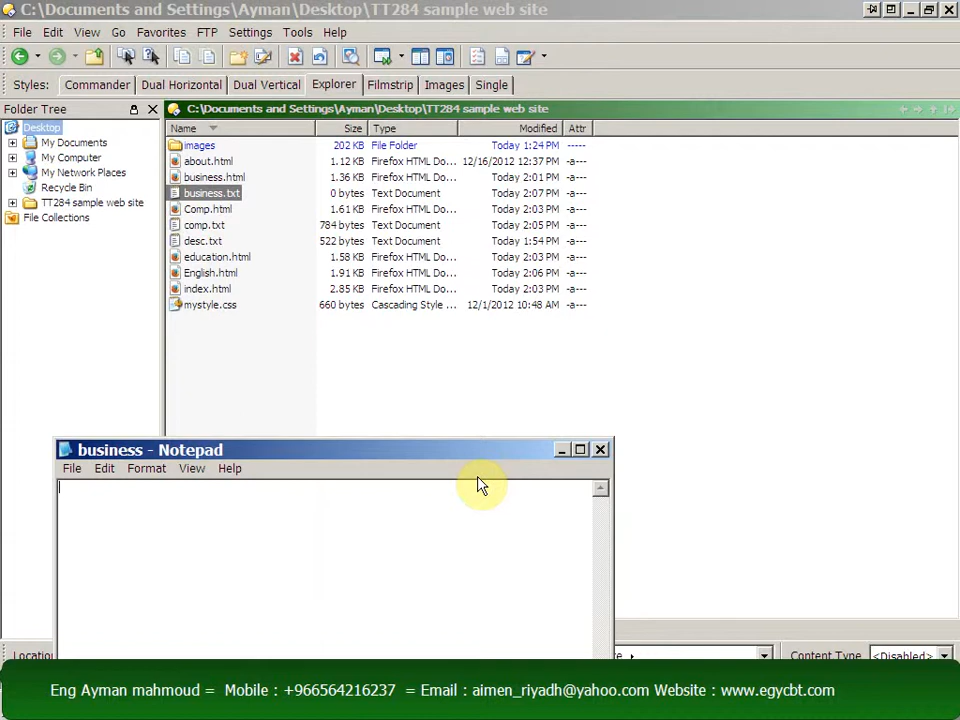 C:\Documents and Settings\Ayman\Desktop\TT284 sample web site
File Edit View Go Favorites FTP Settings Tools Help
Styles: Commander Dual Horizontal Dual Vertical Explorer Filmstrip Images Single
Folder Tree
C:\Documents and Settings\Ayman\Desktop\TT284 sample web site
Desktop
My Documents
My Computer
My Network Places
Recycle Bin
TT284 sample web site
File Collections
Name Size Type Modified Attr
images 202 KB File Folder Today 1:24 PM -----
about.html 1.12 KB Firefox HTML Do... 12/16/2012 12:37 PM -a---
business.html 1.36 KB Firefox HTML Do... Today 2:01 PM -a---
business.txt 0 bytes Text Document Today 2:07 PM -a---
Comp.html 1.61 KB Firefox HTML Do... Today 2:03 PM -a---
comp.txt 784 bytes Text Document Today 2:05 PM -a---
desc.txt 522 bytes Text Document Today 1:54 PM -a---
education.html 1.58 KB Firefox HTML Do... Today 2:03 PM -a---
English.html 1.91 KB Firefox HTML Do... Today 2:06 PM -a---
index.html 2.85 KB Firefox HTML Do... Today 2:03 PM -a---
mystyle.css 660 bytes Cascading Style ... 12/1/2012 10:48 AM -a---
business - Notepad
File Edit Format View Help
Content Type <Disabled>
Eng Ayman mahmoud = Mobile : +966564216237 = Email : aimen_riyadh@yahoo.com Website : www.egycbt.com